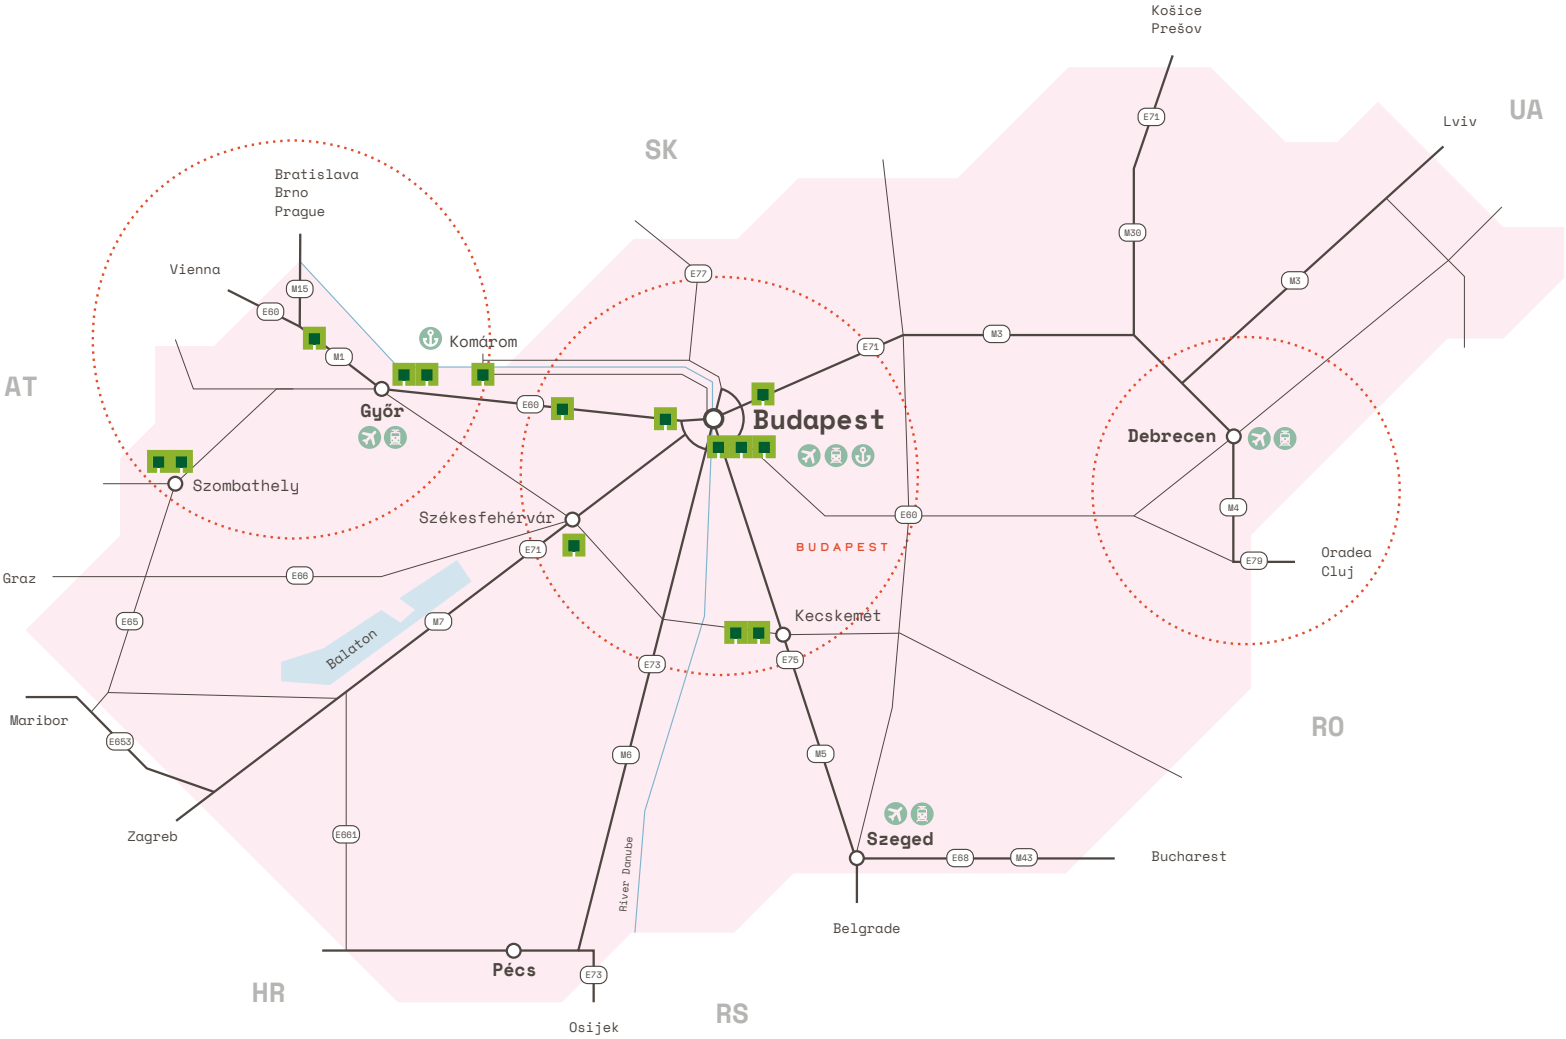 Košice
Prešov
UA
E71
Lviv
SK
Bratislava
Brno
Prague
M30
Vienna
E77
M3
M15
E60
Komárom
M1
E71
M3
AT
E60
Győr
Budapest
Debrecen
Szombathely
Székesfehérvár
E60
M4
E71
BUDAPEST
Oradea
Cluj
E79
Graz
E66
E65
M7
Kecskemét
Balaton
E73
E75
Maribor
RO
E653
M6
M5
Zagreb
E661
Szeged
River Danube
E68
M43
Bucharest
Belgrade
Pécs
E73
HR
RS
Osijek